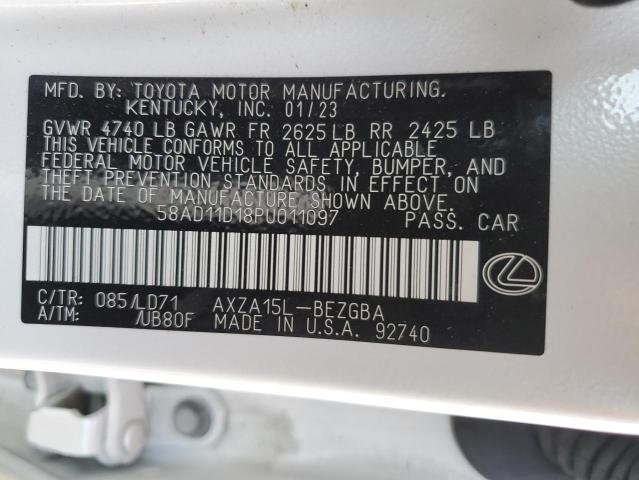 MFD. BY: TOYOTA MOTOR MANUFACTURING.
KENTUCKY, INC. 01/23
GVWR 4740 LB GAWR FR 2625 LB RR 2425 LB
THIS VEHICLE CONFORMS TO ALL APPLICABLE
FEDERAL MOTOR VEHICLE SAFETY, BUMPER, AND
THEFT PREVENTION STANDARDS IN EFFECT ON
THE DATE OF MANUFACTURE SHOWN ABOVE.
58AD11D18PU011097 PASS. CAR
C/TR: 085/LD71 AXZA15L-BEZGBA
A/TM: /UB80F MADE IN U.S.A. 92740